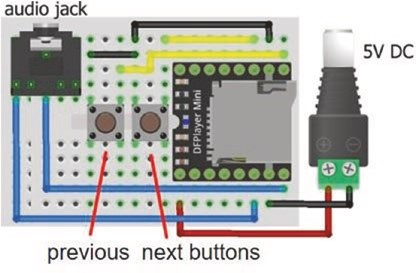 audio jack
5V DC
DFPlayer Mini
previous next buttons